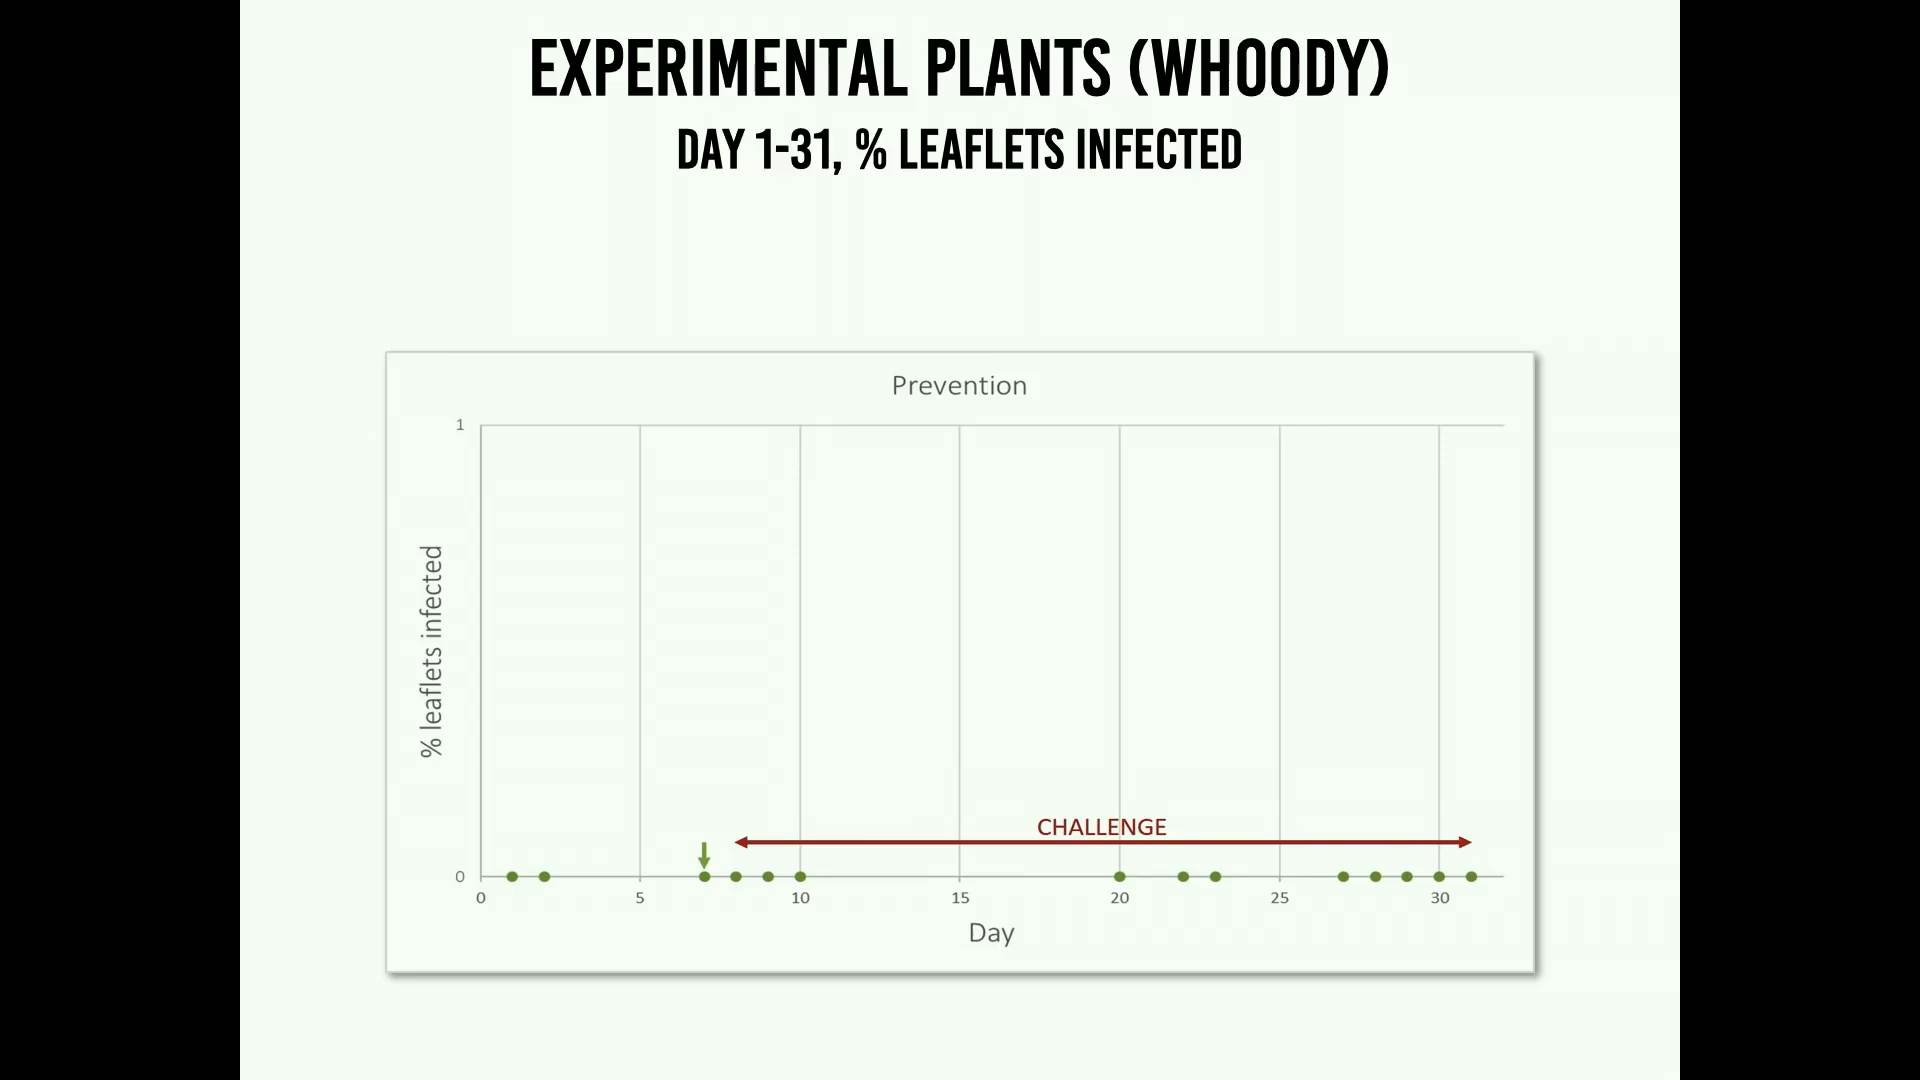 EXPERIMENTAL PLANTS (WHOODY)
DAY 1-31, % LEAFLETS INFECTED
Prevention
1
% leaflets infected
CHALLENGE
0
0 5 10 15 20 25 30
Day